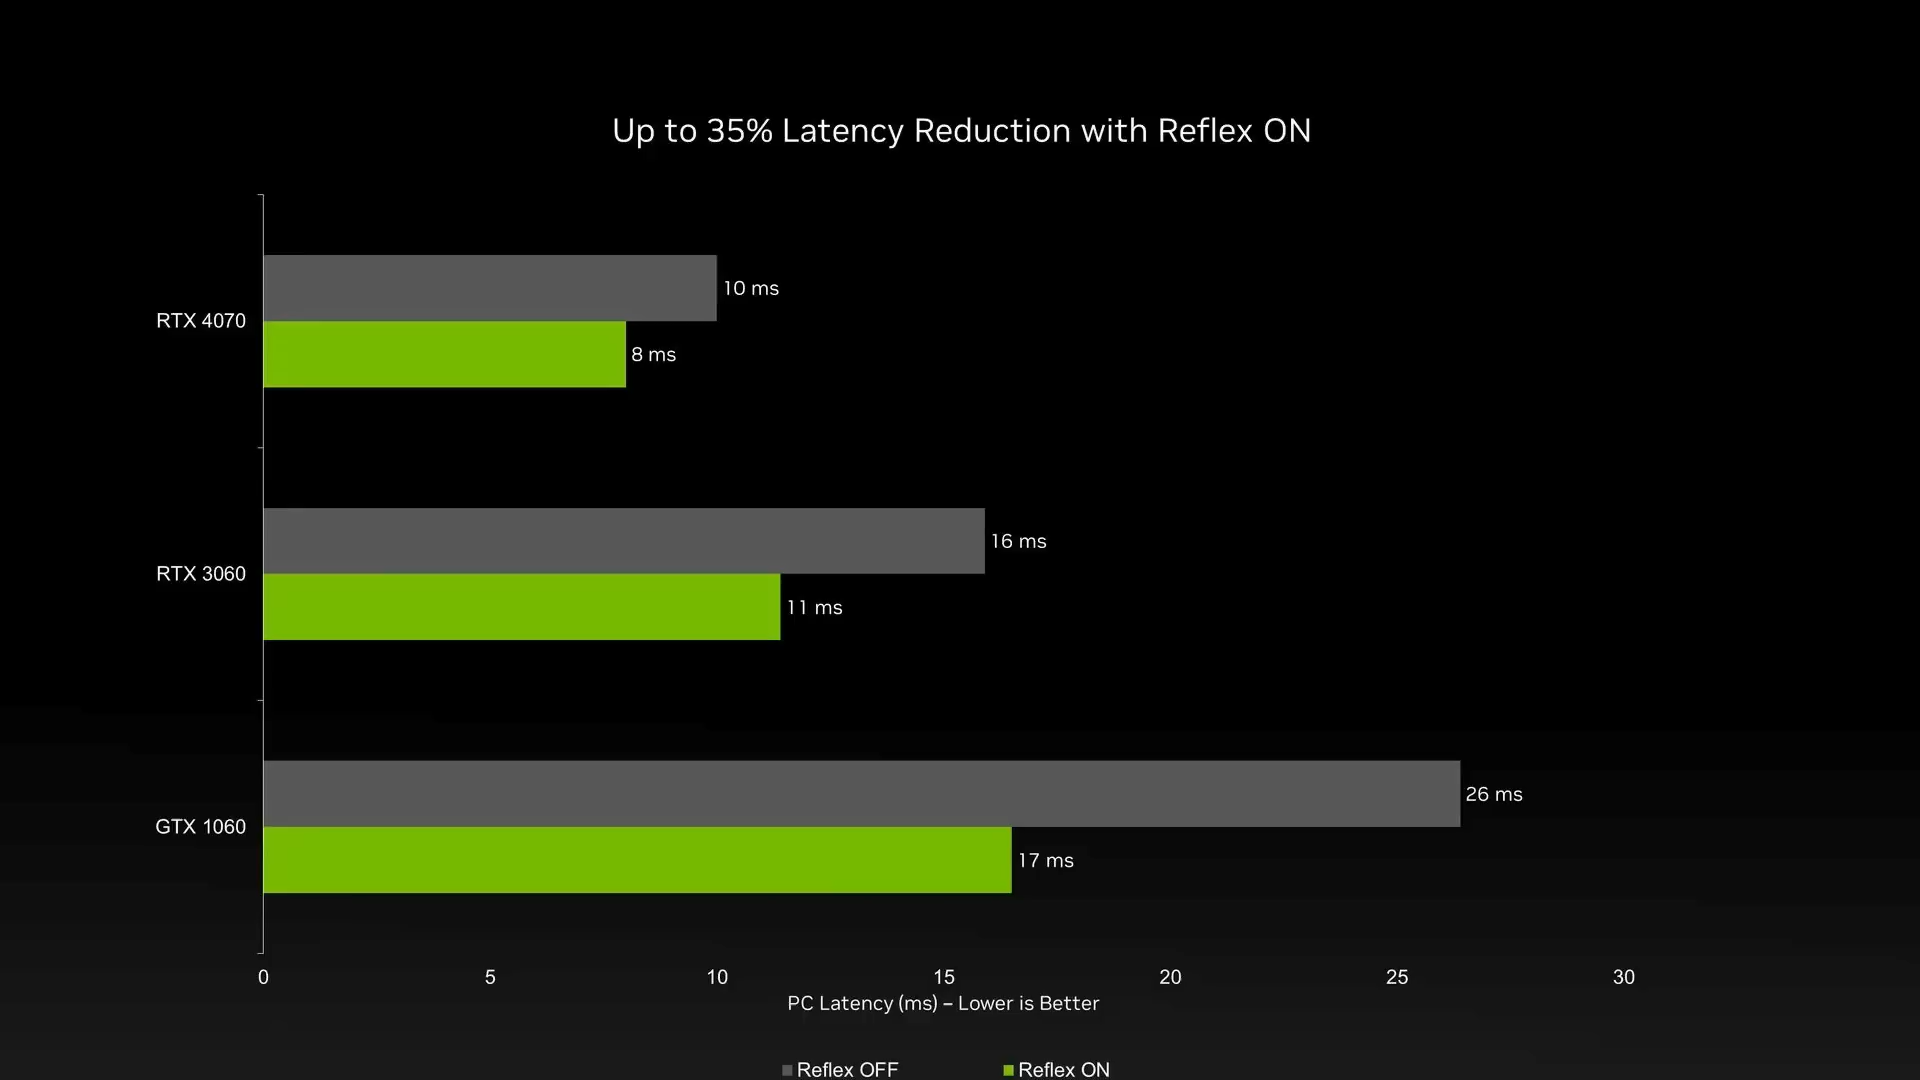 Up to 35% Latency Reduction with Reflex ON
10 ms
RTX 4070
8 ms
16 ms
RTX 3060
11 ms
26 ms
GTX 1060
17 ms
0 5 10 15 20 25 30
PC Latency (ms) – Lower is Better
Reflex OFF Reflex ON